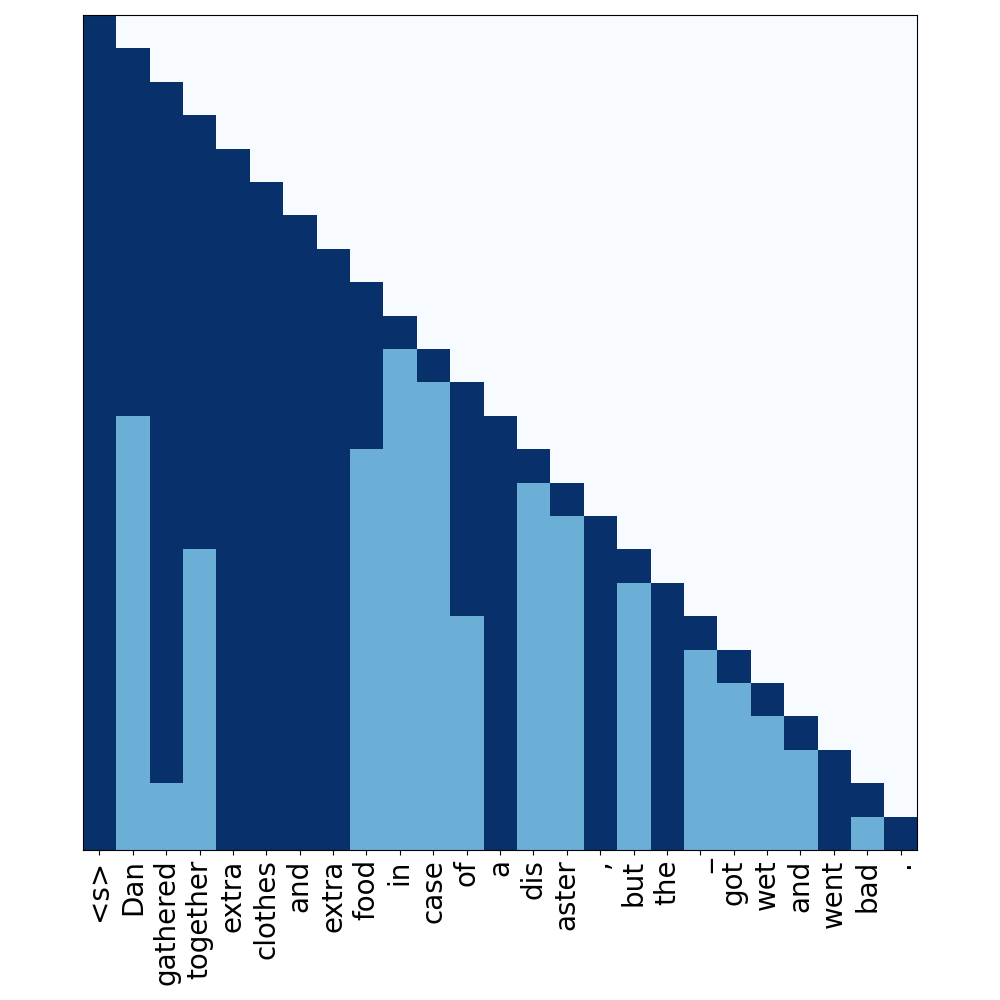 <s>
Dan
gathered
together
extra
clothes
and
extra
food
in
case
of
a
dis
aster
,
but
the
_
got
wet
and
went
bad
.